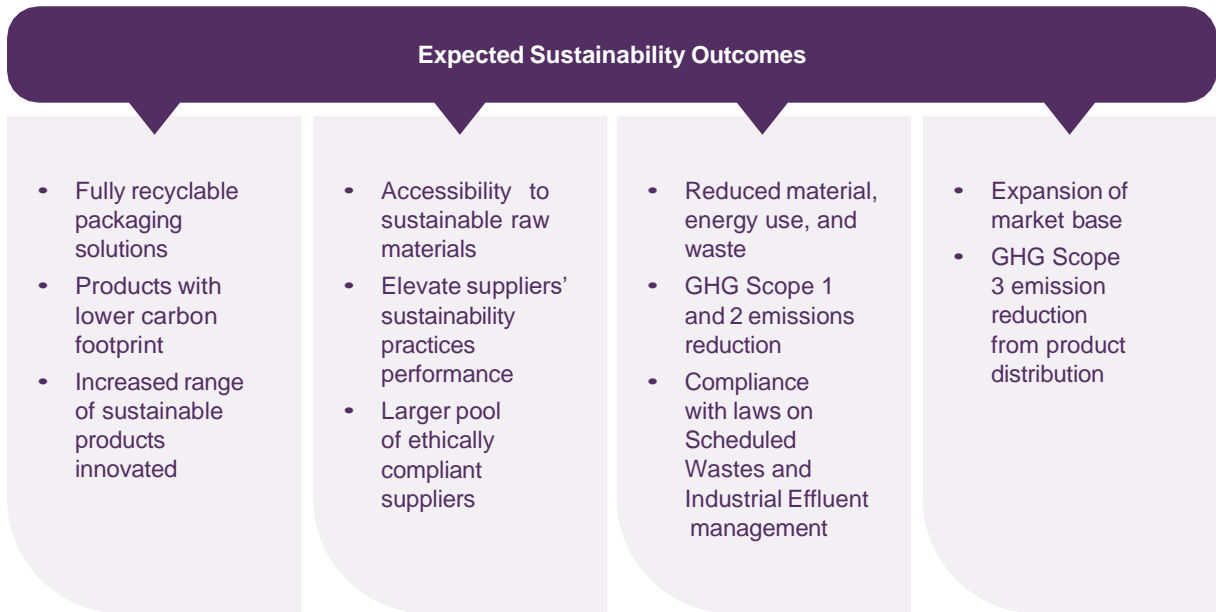 Expected Sustainability Outcomes
• Fully recyclable
packaging
solutions
• Products with
lower carbon
footprint
• Increased range
of sustainable
products
innovated
• Accessibility to
sustainable raw
materials
• Elevate suppliers’
sustainability
practices
performance
• Larger pool
of ethically
compliant
suppliers
• Reduced material,
energy use, and
waste
• GHG Scope 1
and 2 emissions
reduction
• Compliance
with laws on
Scheduled
Wastes and
Industrial Effluent
management
• Expansion of
market base
• GHG Scope
3 emission
reduction
from product
distribution